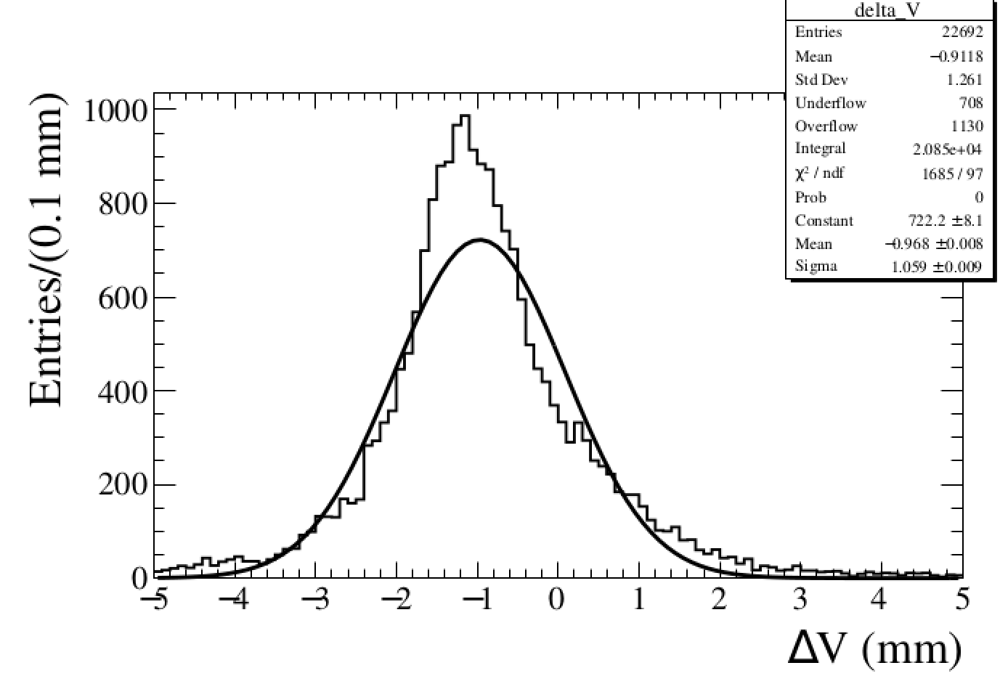 delta_V
Entries 22692
Mean −0.9118
Std Dev 1.261
Underflow 708
Overflow 1130
Integral 2.085e+04
χ² / ndf 1685 / 97
Prob 0
Constant 722.2 ±8.1
Mean −0.968 ±0.008
Sigma 1.059 ±0.009
Entries/(0.1 mm)
1000
800
600
400
200
0
−5 −4 −3 −2 −1 0 1 2 3 4 5
ΔV (mm)